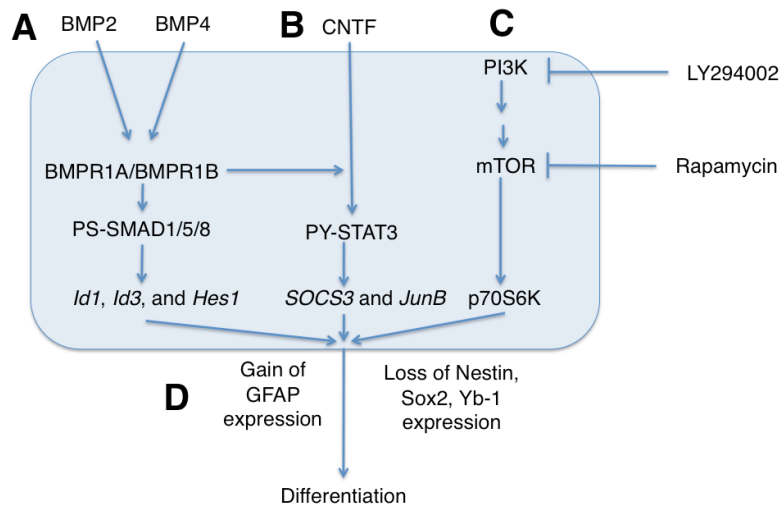 A
BMP2
BMP4
B
CNTF
C
PI3K
LY294002
BMPR1A/BMPR1B
mTOR
Rapamycin
PS-SMAD1/5/8
PY-STAT3
Id1, Id3, and Hes1
SOCS3 and JunB
p70S6K
D
Gain of
GFAP
expression
Loss of Nestin,
Sox2, Yb-1
expression
Differentiation